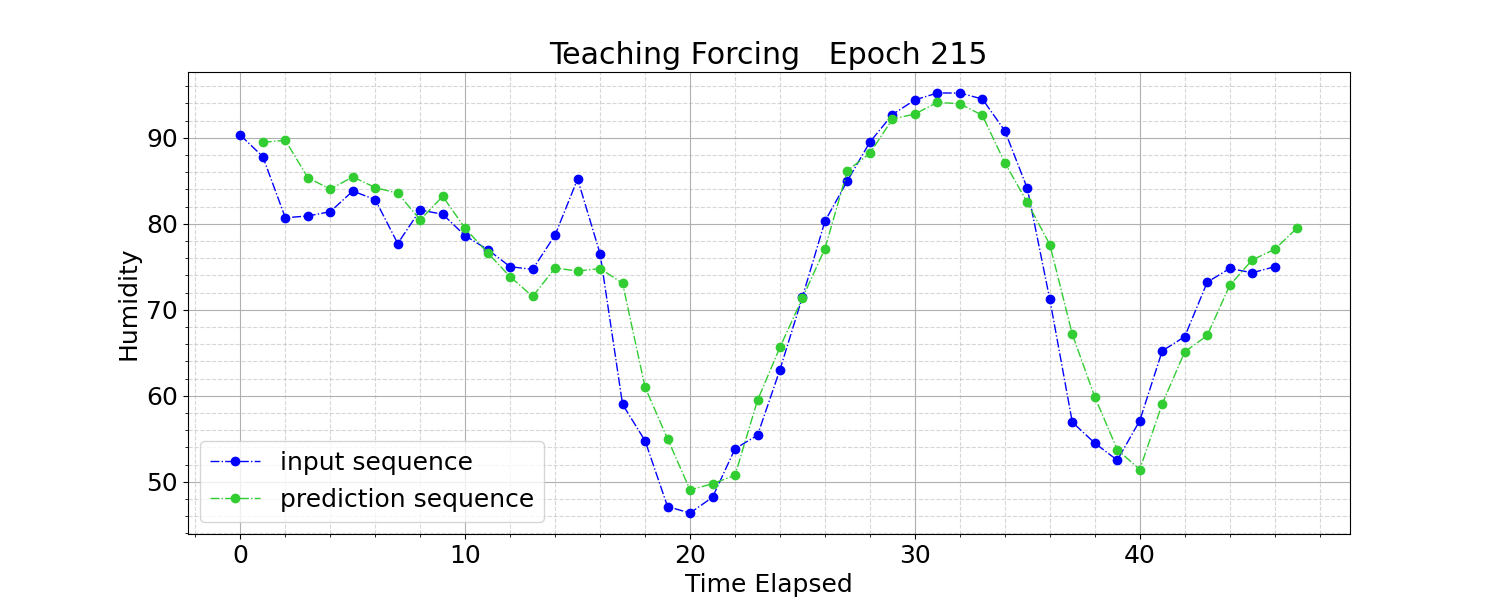 Teaching Forcing   Epoch 215
Humidity
90
80
70
60
50
input sequence
prediction sequence
0 10 20 30 40
Time Elapsed